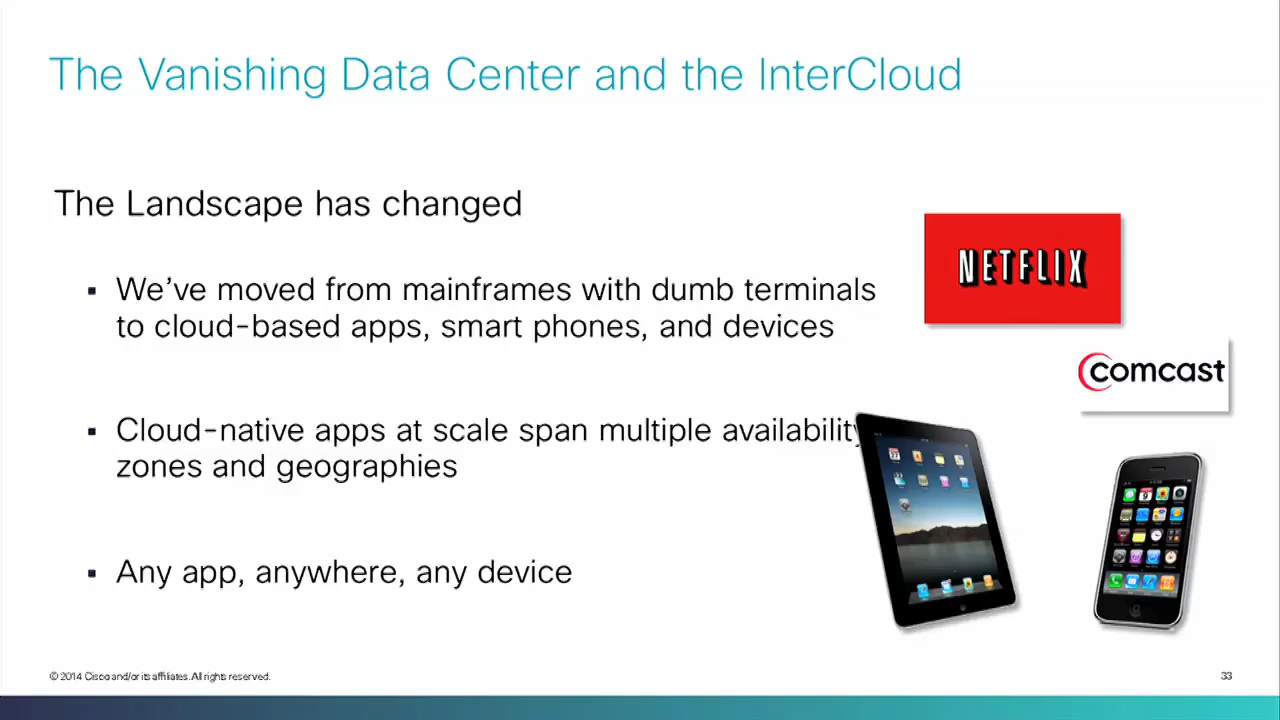 The Vanishing Data Center and the InterCloud
The Landscape has changed
▪ We’ve moved from mainframes with dumb terminals
to cloud-based apps, smart phones, and devices
▪ Cloud-native apps at scale span multiple availability
zones and geographies
▪ Any app, anywhere, any device
NETFLIX
comcast
© 2014 Cisco and/or its affiliates. All rights reserved.
33